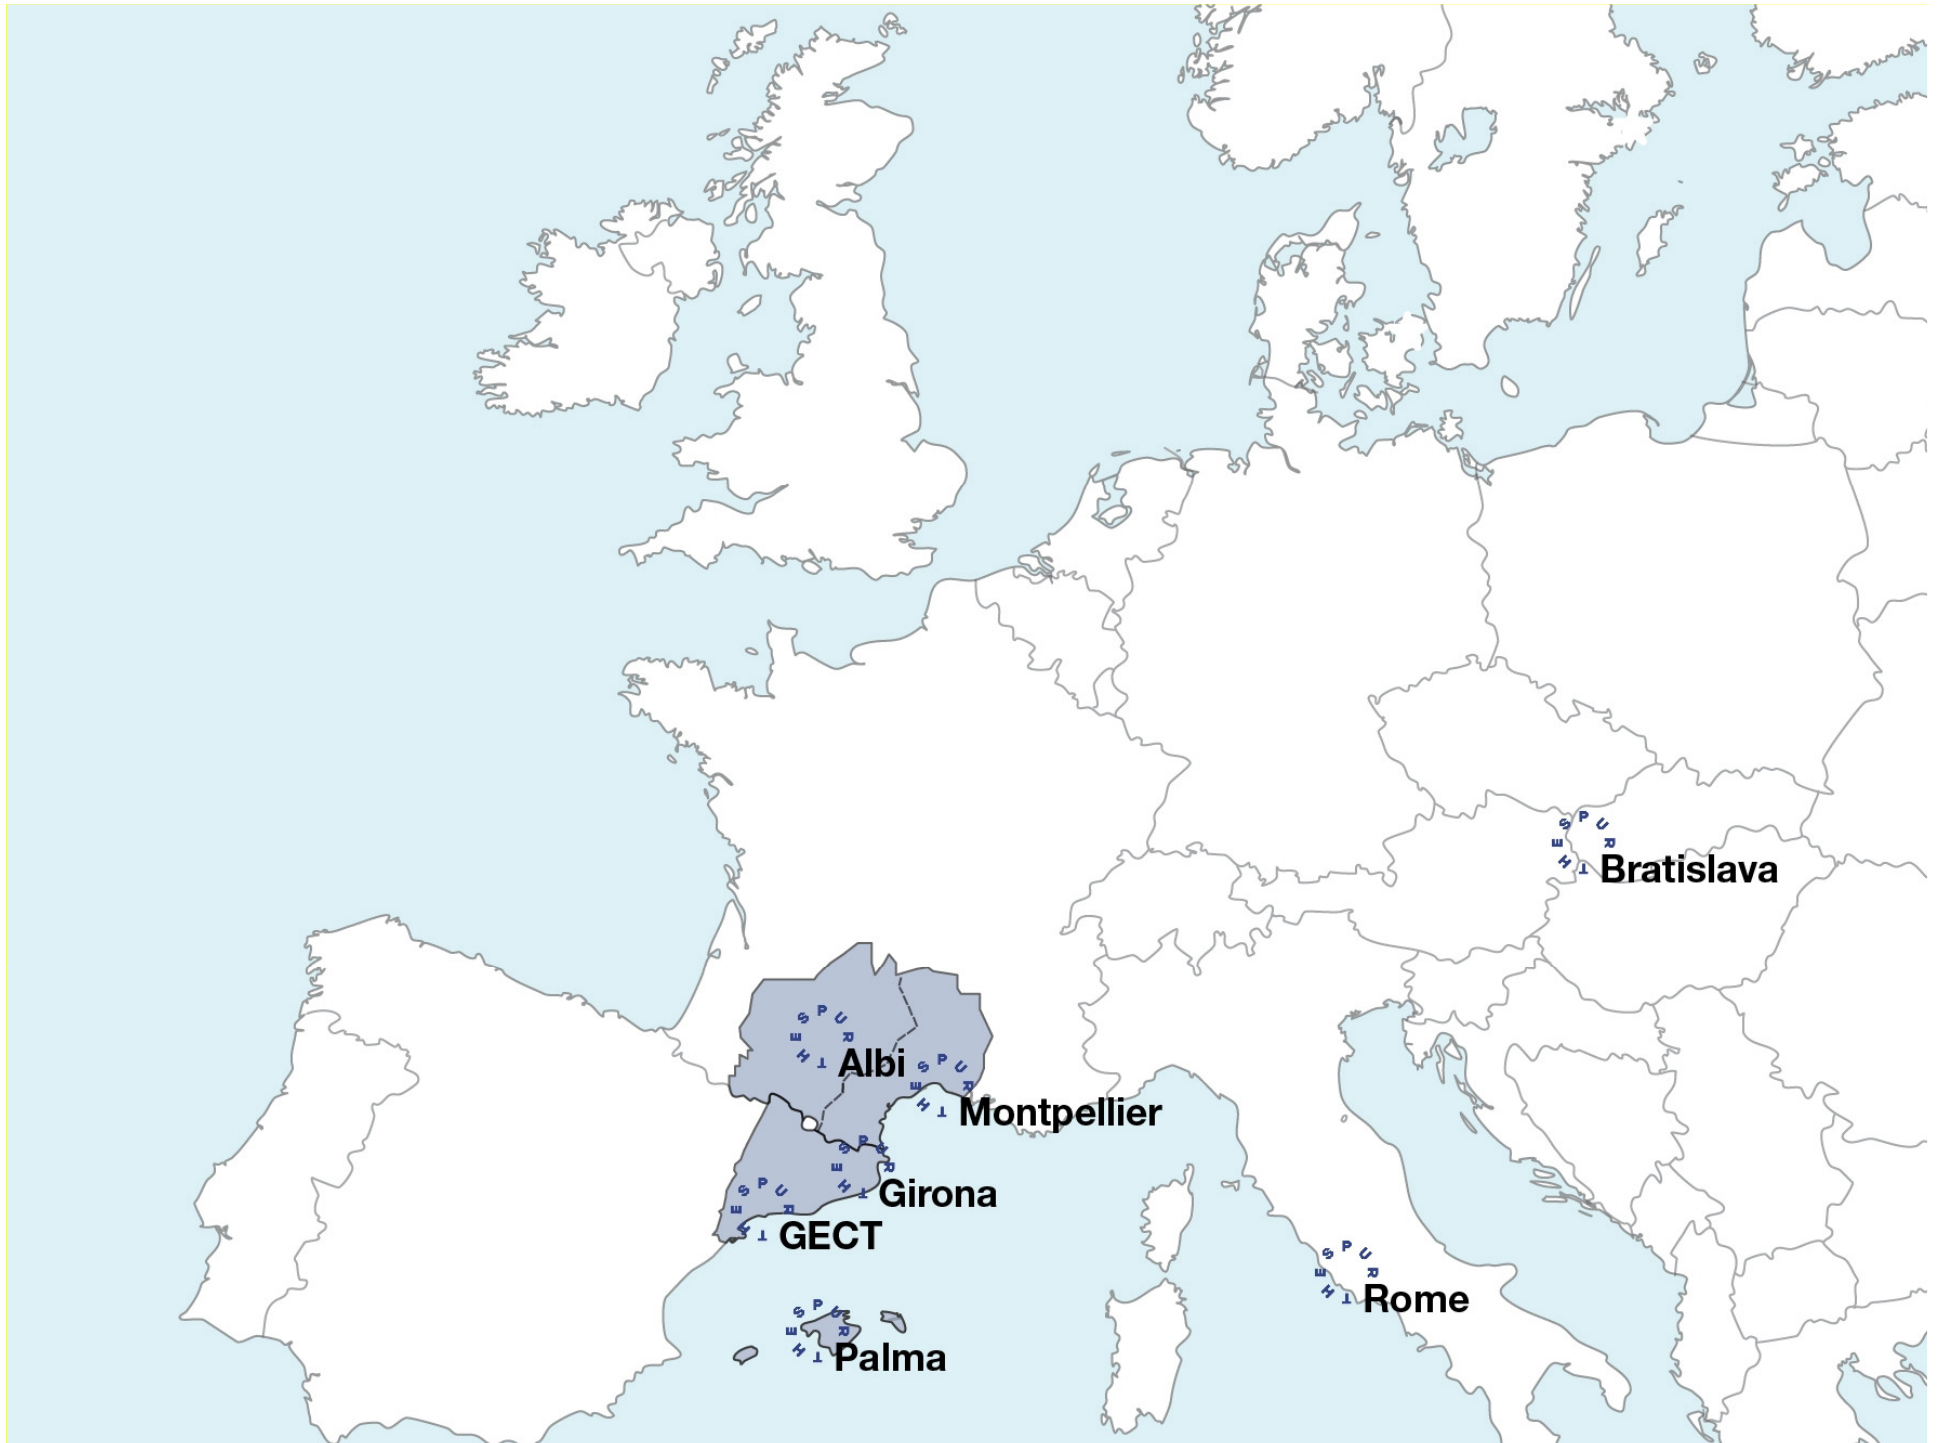 THE SPUR
Bratislava
THE SPUR
Albi
THE SPUR
Montpellier
THE SPUR
Girona
THE SPUR
GECT
THE SPUR
Rome
THE SPUR
Palma